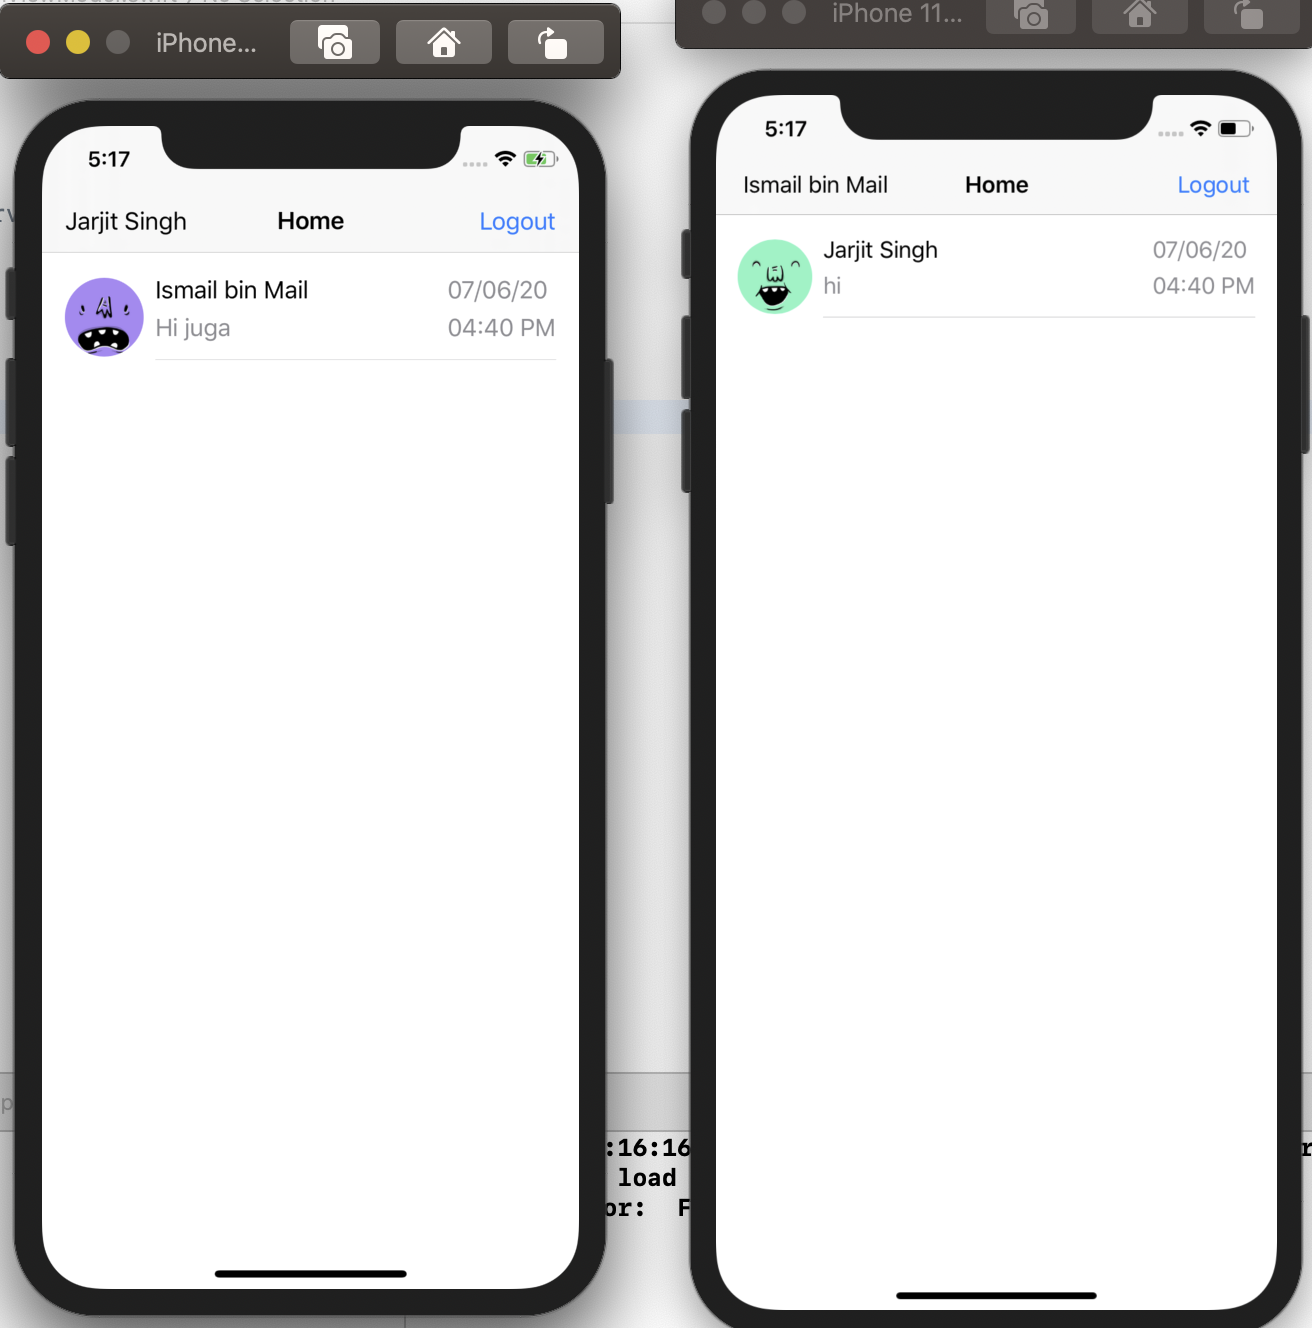 iPhone...
5:17
Jarjit Singh Home Logout
Ismail bin Mail 07/06/20
Hi juga 04:40 PM
iPhone 11...
5:17
Ismail bin Mail Home Logout
Jarjit Singh 07/06/20
hi 04:40 PM
:16:16
load
or: F